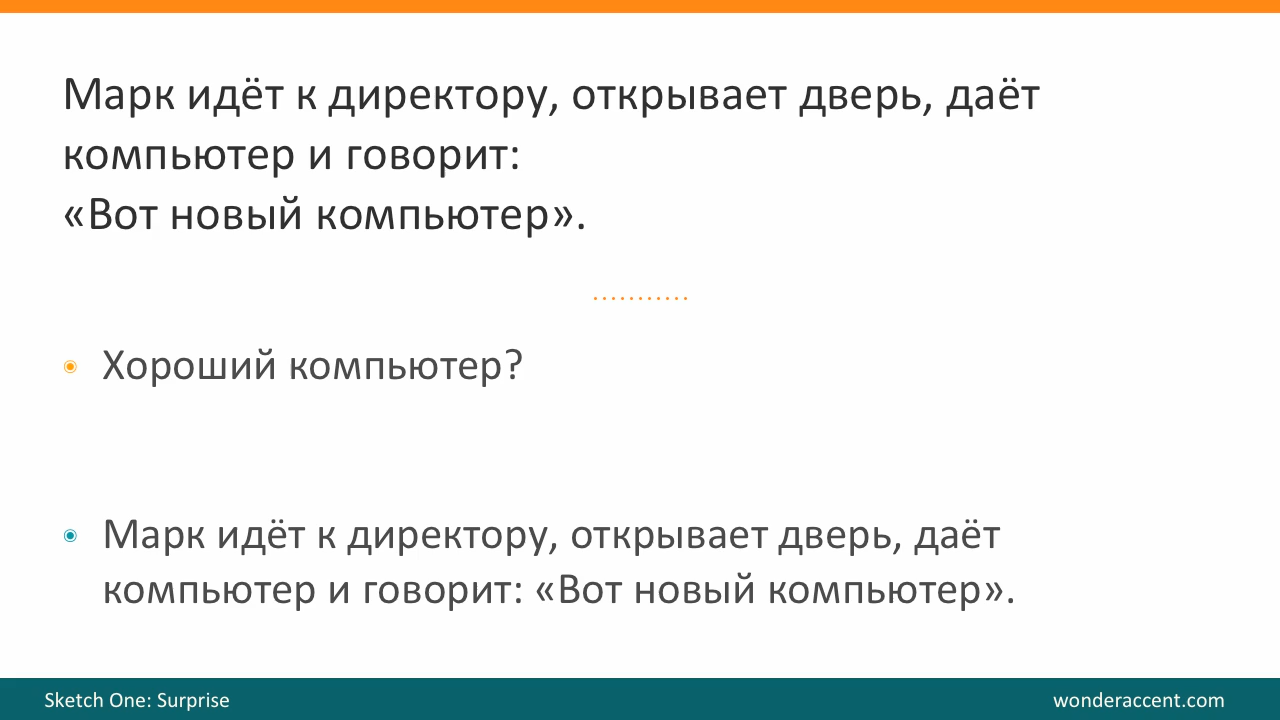 Марк идёт к директору, открывает дверь, даёт
компьютер и говорит:
«Вот новый компьютер».
Хороший компьютер?
Марк идёт к директору, открывает дверь, даёт
компьютер и говорит: «Вот новый компьютер».
Sketch One: Surprise
wonderaccent.com